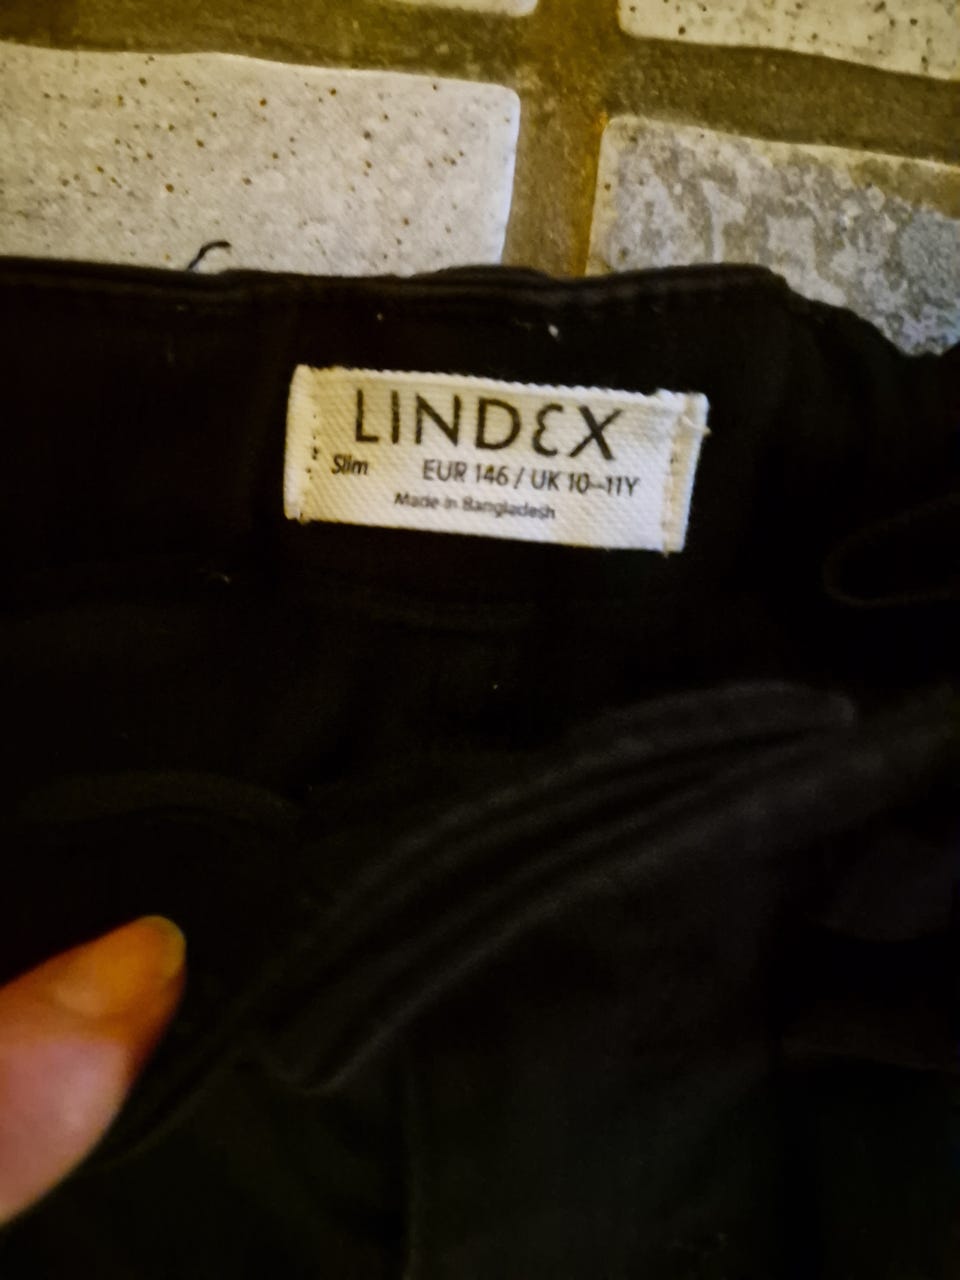 LINDEX
Slim EUR 146 / UK 10–11Y
Made in Bangladesh